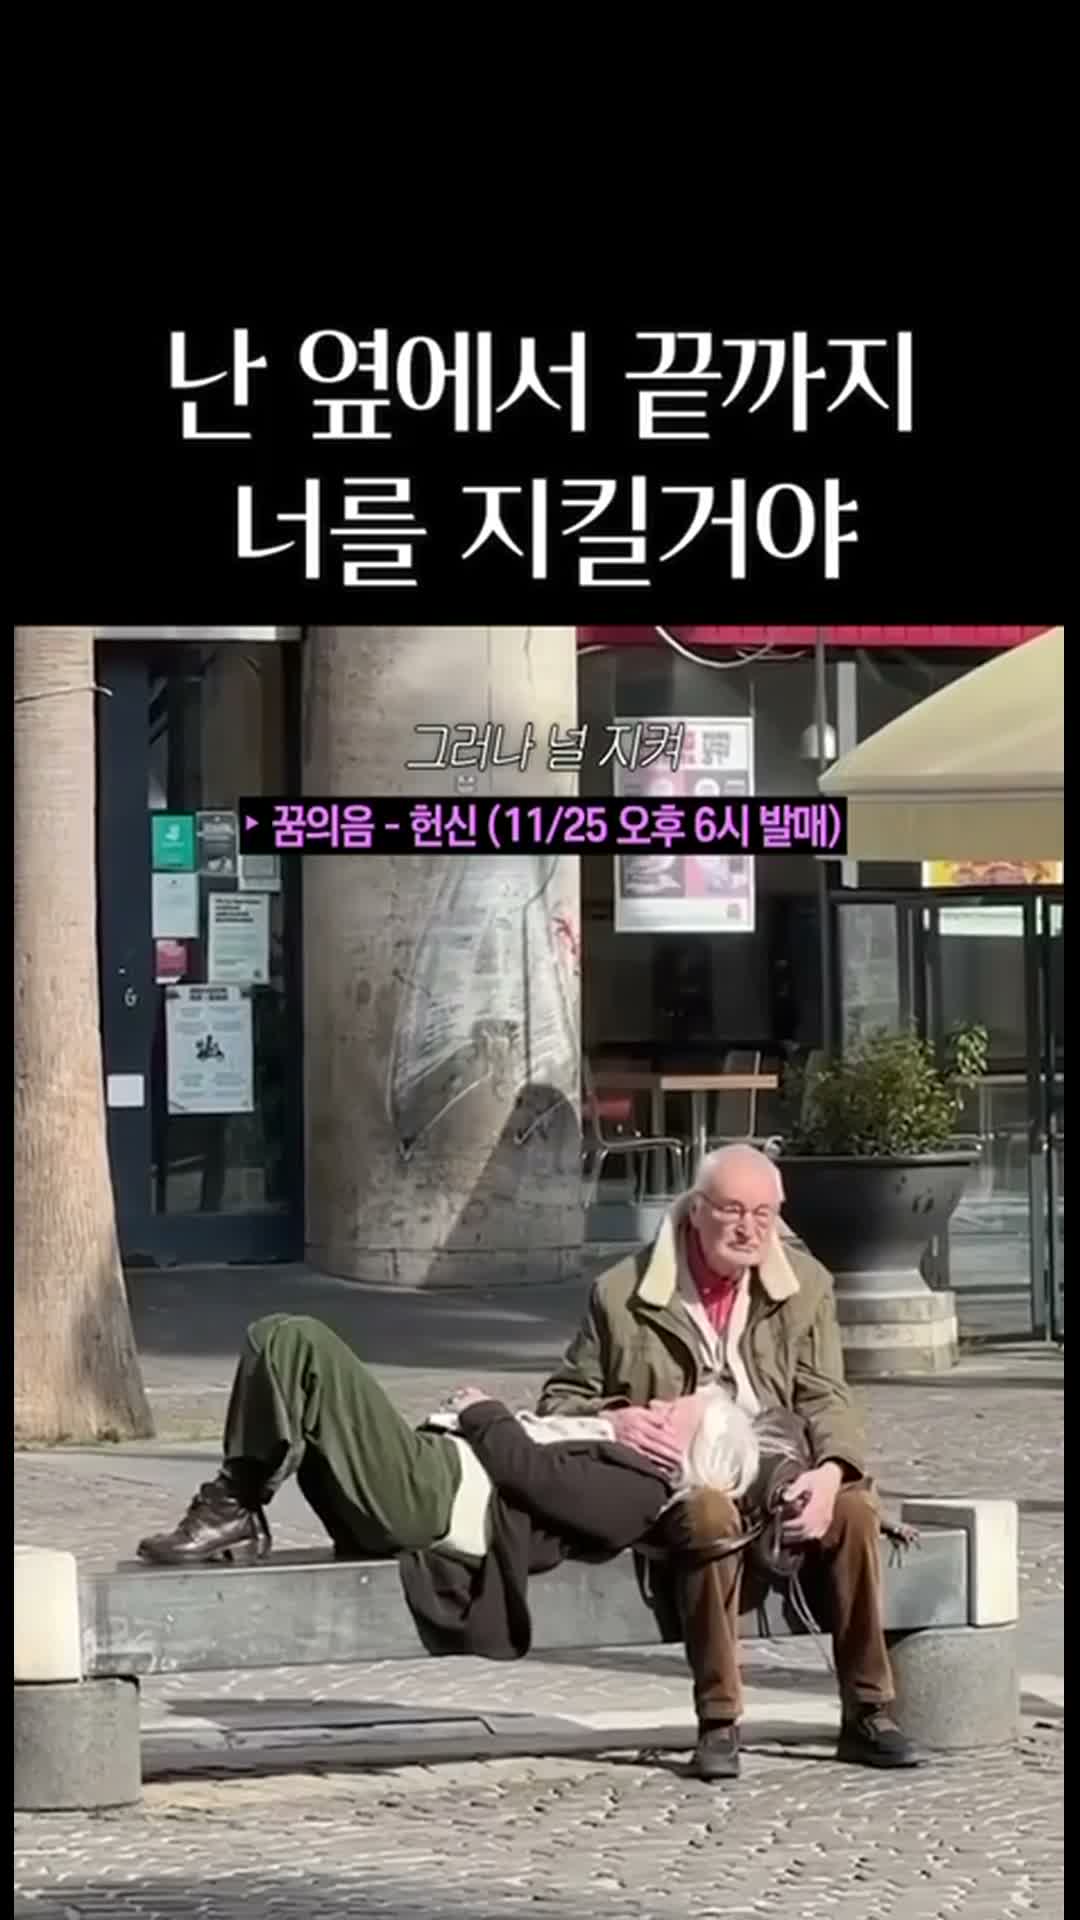 난 옆에서 끝까지
너를 지킬거야
그러나 널 지켜
▶ 꿈의음 - 헌신 (11/25 오후 6시 발매)